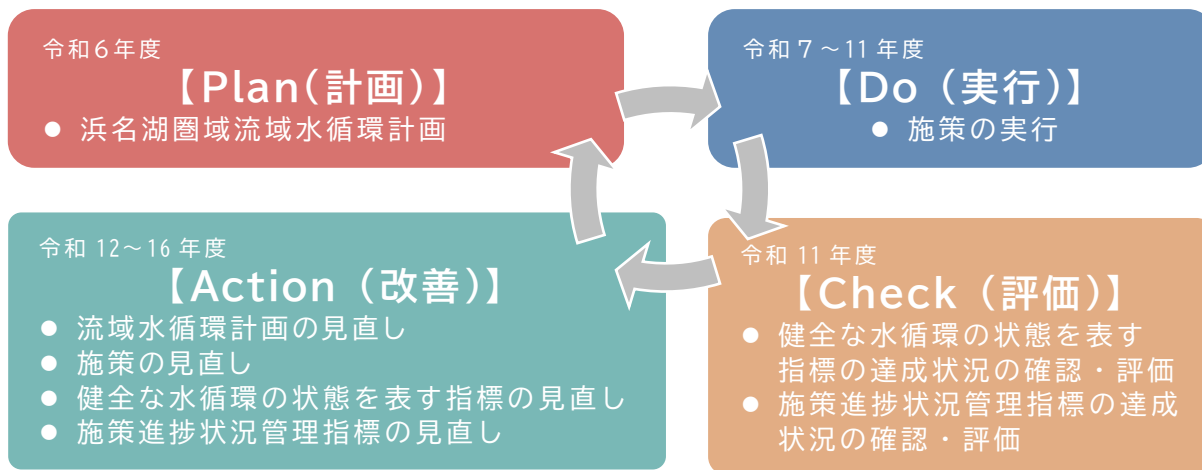 令和6年度
【Plan(計画)】
● 浜名湖圏域流域水循環計画
令和 7～11 年度
【Do（実行）】
● 施策の実行
令和 11 年度
【Check（評価）】
● 健全な水循環の状態を表す
指標の達成状況の確認・評価
● 施策進捗状況管理指標の達成
状況の確認・評価
令和 12～16 年度
【Action（改善）】
● 流域水循環計画の見直し
● 施策の見直し
● 健全な水循環の状態を表す指標の見直し
● 施策進捗状況管理指標の見直し